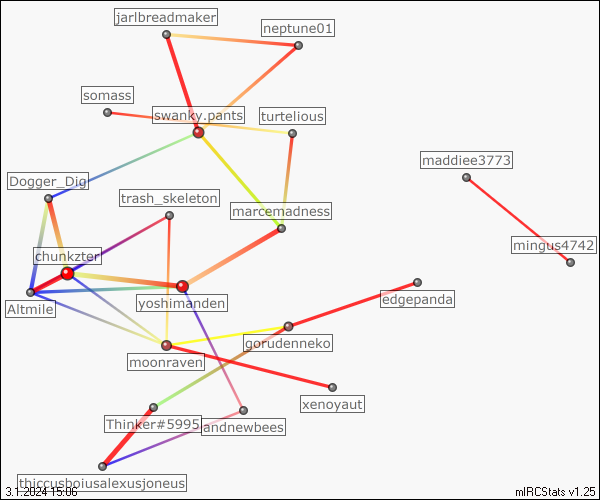 jarlbreadmaker
neptune01
somass
swanky.pants
turtelious
maddiee3773
Dogger_Dig
trash_skeleton
marcemadness
mingus4742
chunkzter
yoshimanden
edgepanda
Altmile
gorudenneko
moonraven
xenoyaut
Thinker#5995
andnewbees
thiccusboiusalexusjoneus
3.1.2024 15:06
mIRCStats v1.25